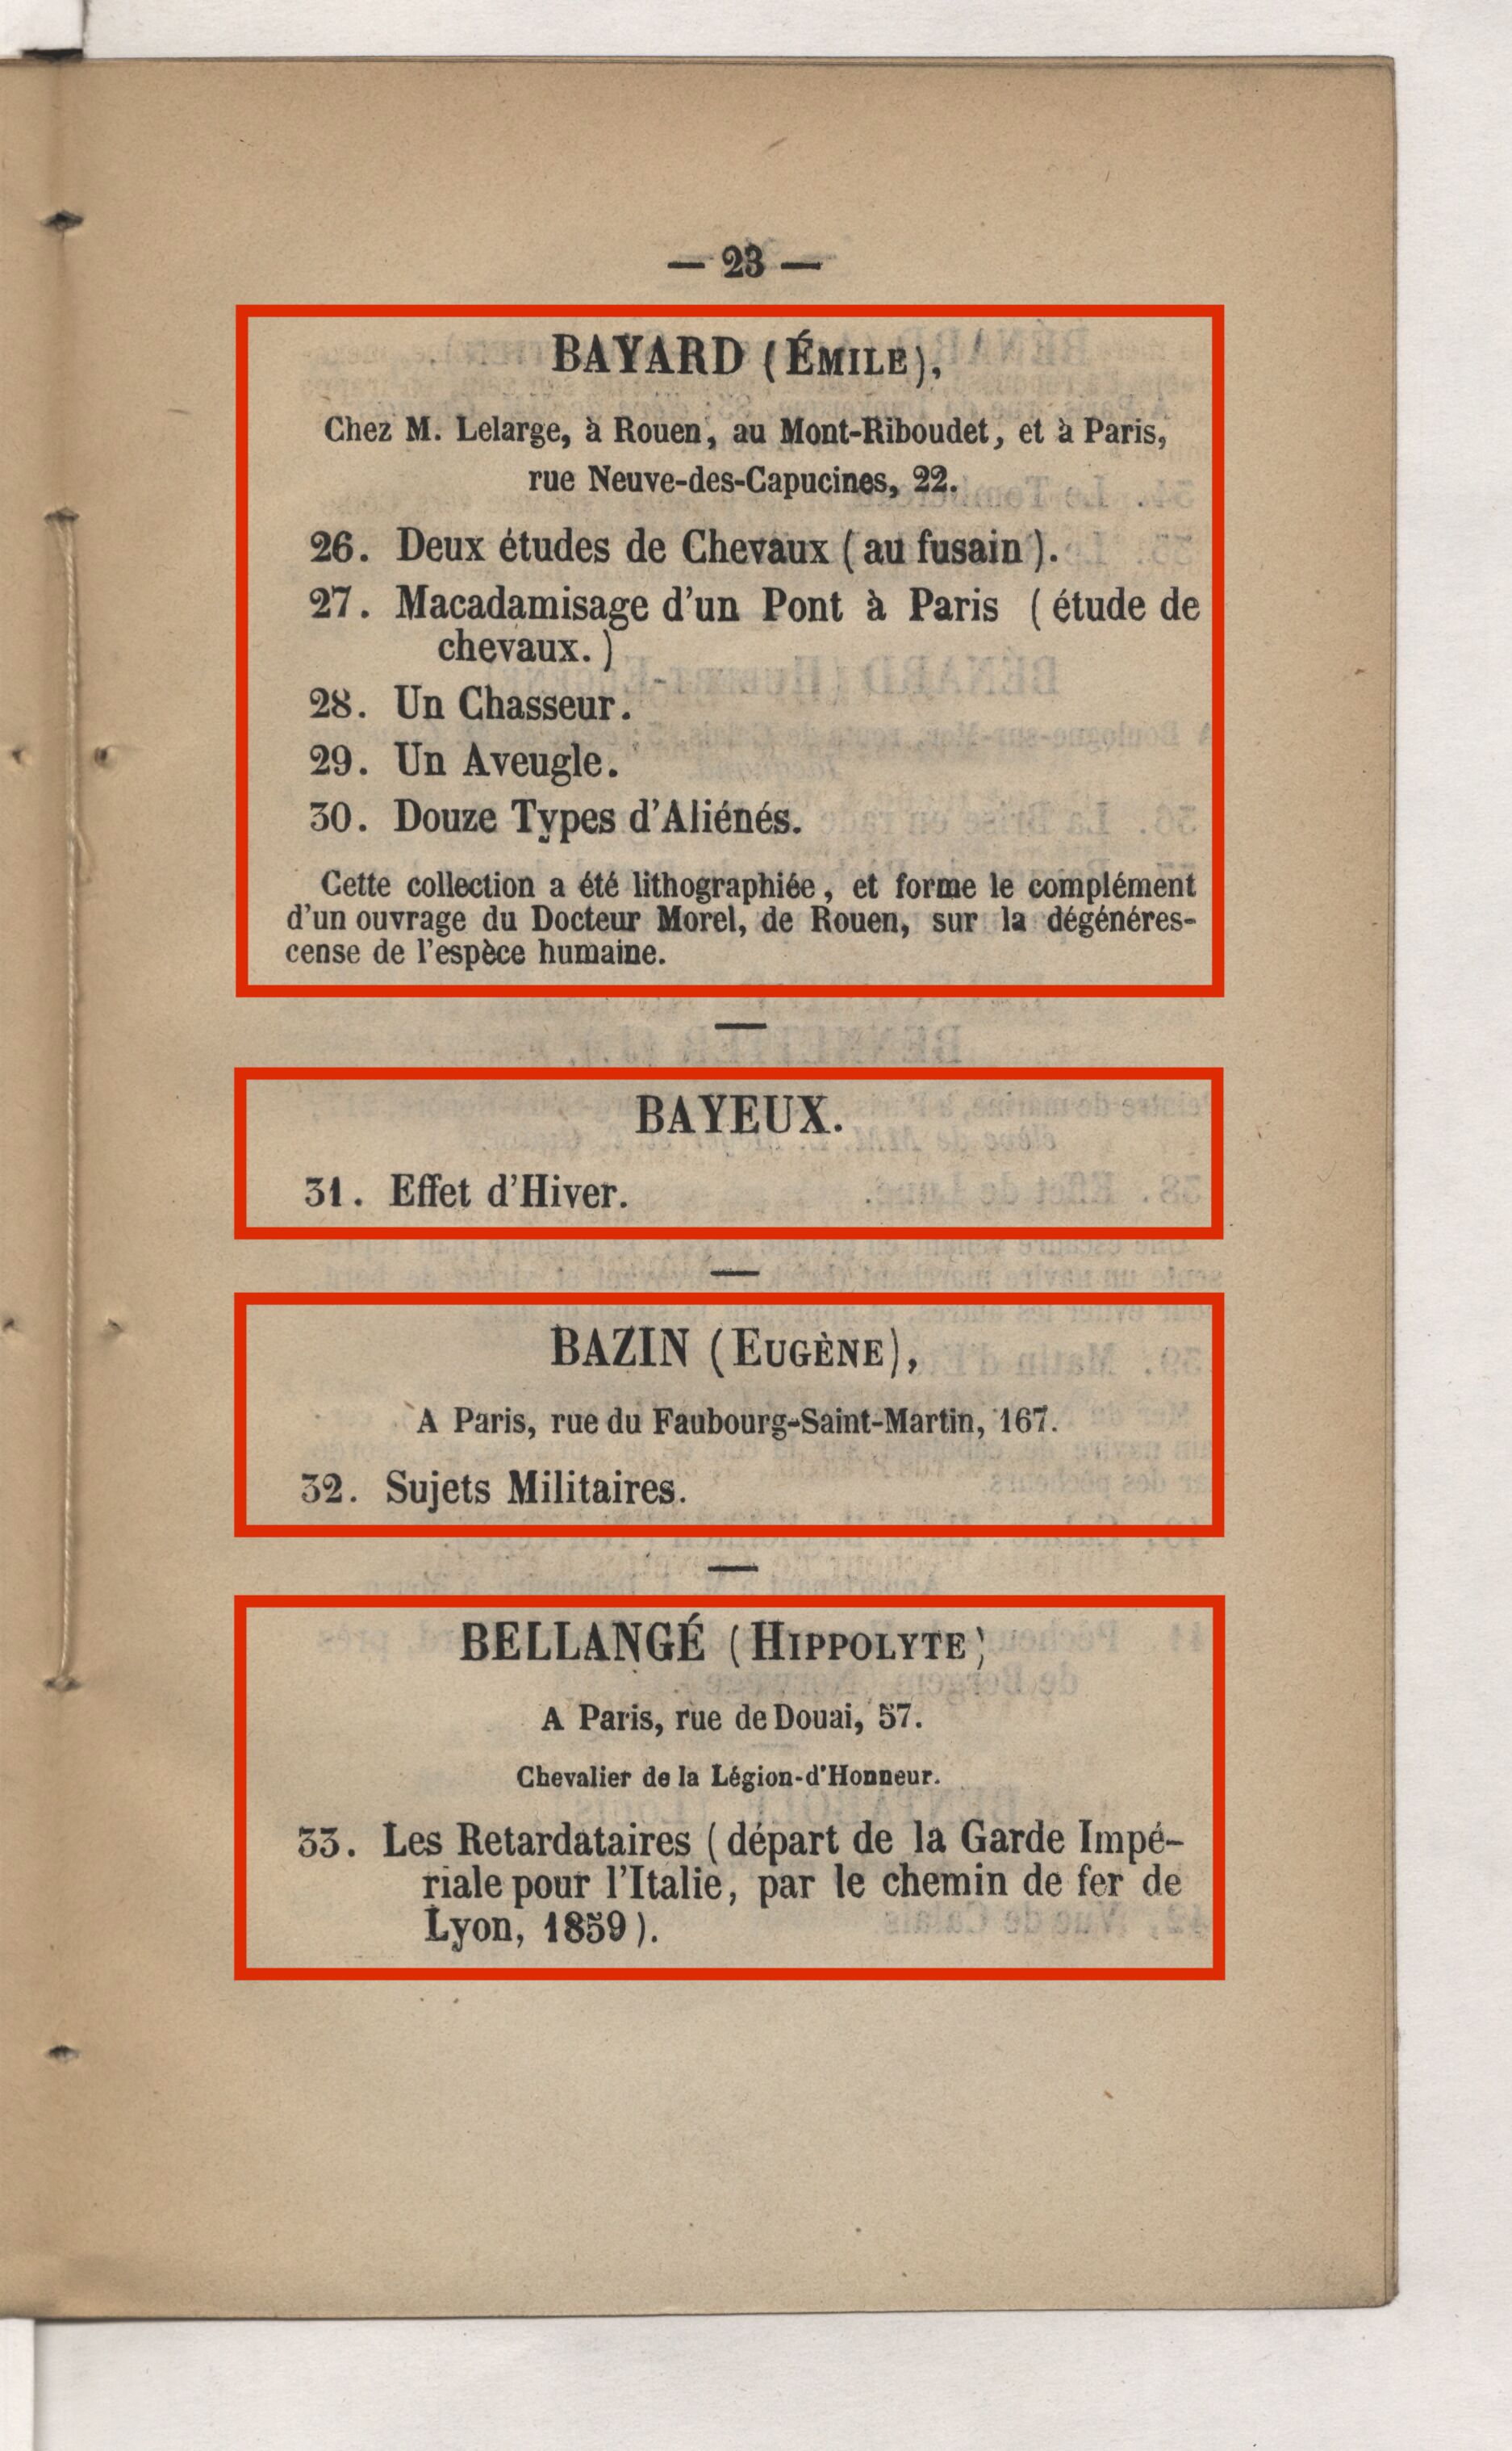 — 23 —
BAYARD (ÉMILE),
Chez M. Lelarge, à Rouen, au Mont-Riboudet, et à Paris,
rue Neuve-des-Capucines, 22.
26. Deux études de Chevaux (au fusain).
27. Macadamisage d'un Pont à Paris (étude de
chevaux.)
28. Un Chasseur.
29. Un Aveugle.
30. Douze Types d'Aliénés.
Cette collection a été lithographiée, et forme le complément
d'un ouvrage du Docteur Morel, de Rouen, sur la dégénéres-
cense de l'espèce humaine.
BAYEUX.
31. Effet d'Hiver.
BAZIN (EUGÈNE),
A Paris, rue du Faubourg-Saint-Martin, 167.
32. Sujets Militaires.
BELLANGÉ (HIPPOLYTE)
A Paris, rue de Douai, 57.
Chevalier de la Légion-d'Honneur.
33. Les Retardataires (départ de la Garde Impé-
riale pour l'Italie, par le chemin de fer de
Lyon, 1859).